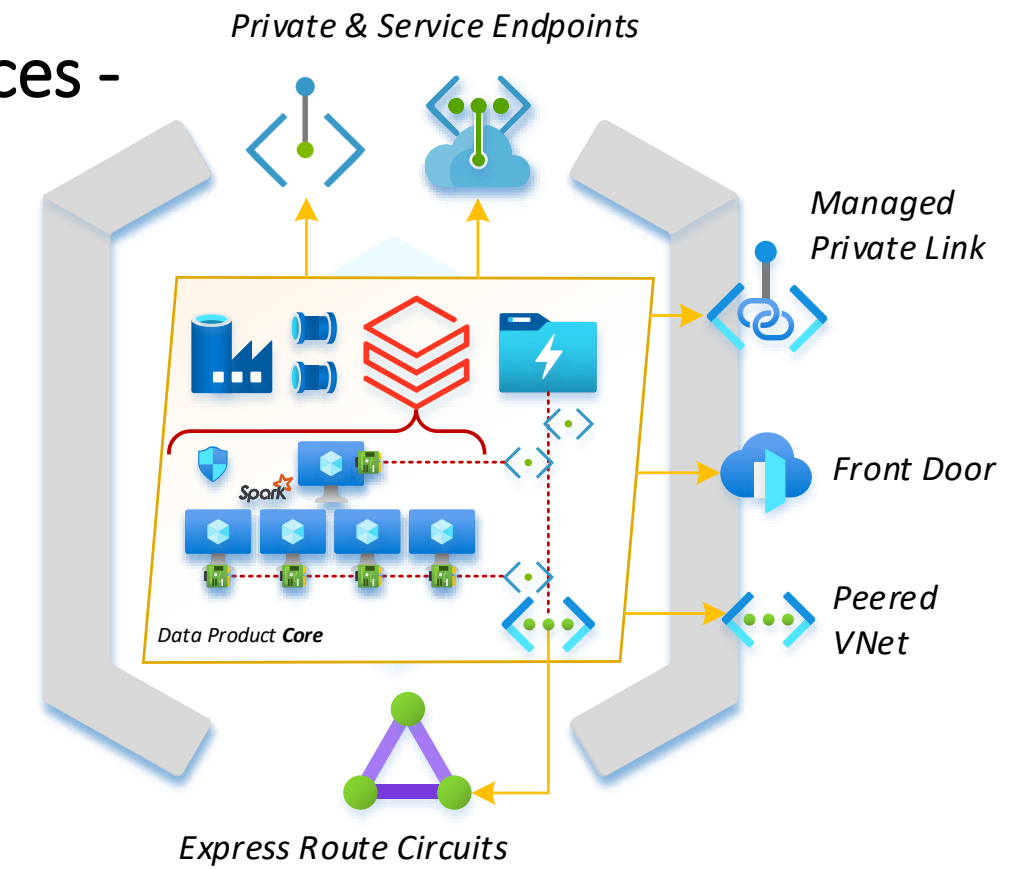 Private & Service Endpoints
ces -
Managed
Private Link
Spark
Front Door
Peered
VNet
Data Product Core
Express Route Circuits